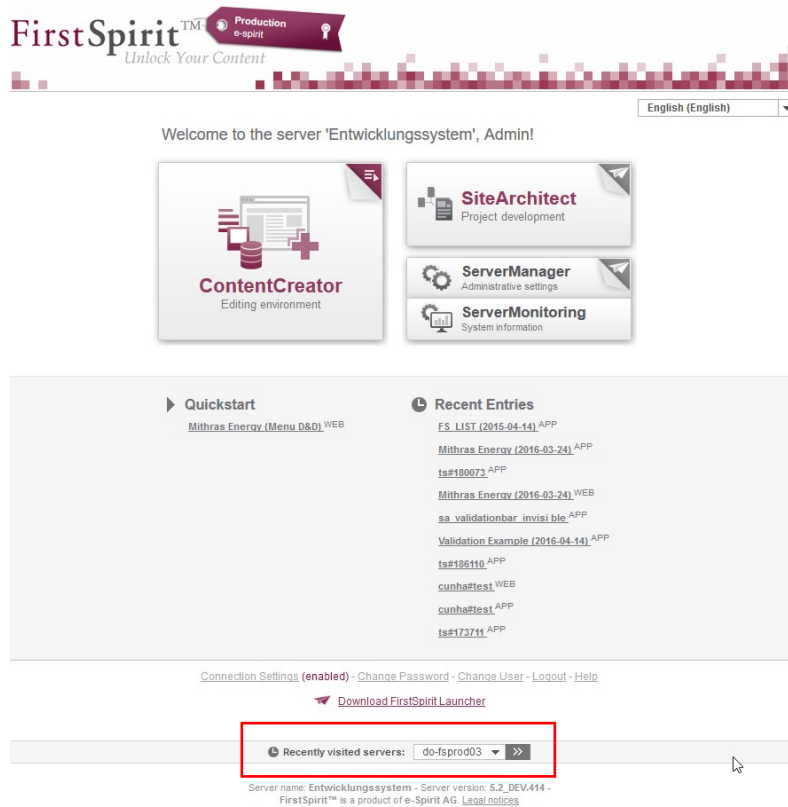 FirstSpirit™
Unlock Your Content
Production
e-spirit
English (English)
Welcome to the server 'Entwicklungssystem', Admin!
ContentCreator
Editing environment
SiteArchitect
Project development
ServerManager
Administrative settings
ServerMonitoring
System information
Quickstart
Mithras Energy (Menu D&D) WEB
Recent Entries
FS_LIST (2015-04-14) APP
Mithras Energy (2016-03-24) APP
ts#180073 APP
Mithras Energy (2016-03-24) WEB
sa_validationbar_invisi ble APP
Validation Example (2016-04-14) APP
ts#186110 APP
cunha#test WEB
cunha#test APP
ts#173711 APP
Connection Settings (enabled) - Change Password - Change User - Logout - Help
Download FirstSpirit Launcher
Recently visited servers: do-fsprod03
Server name: Entwicklungssystem - Server version: 5.2_DEV.414 -
FirstSpirit™ is a product of e-Spirit AG. Legal notices